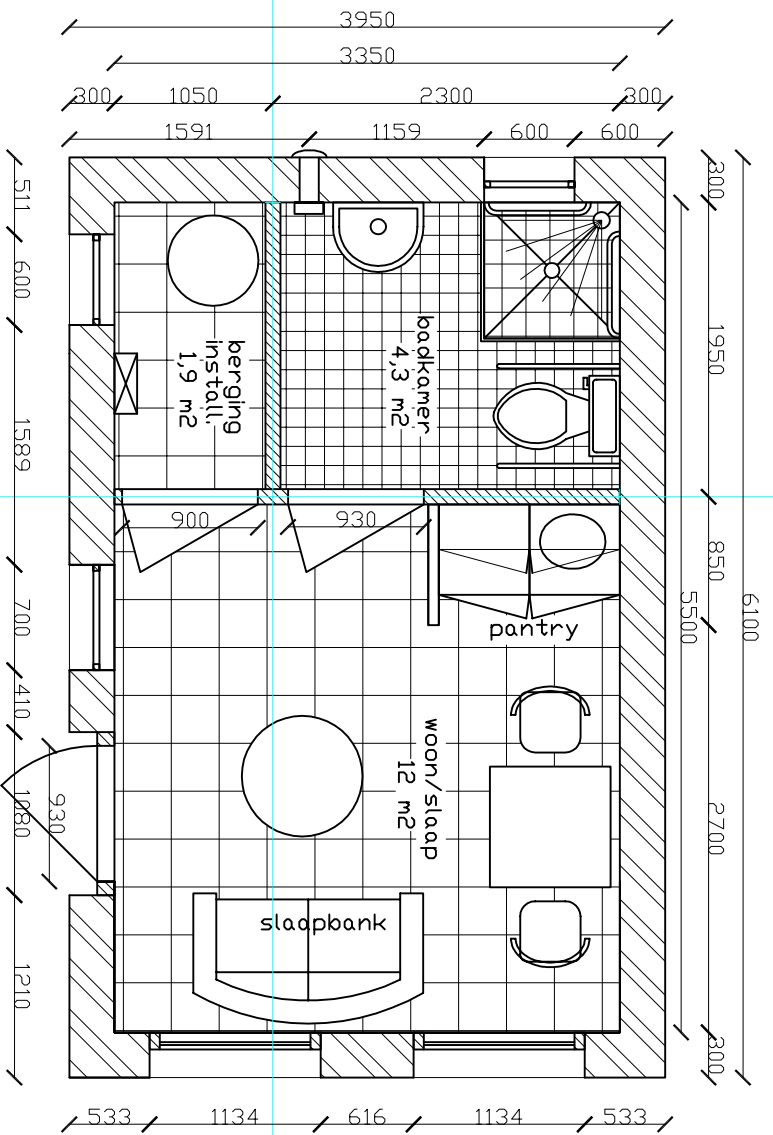 3950
3350
300 1050 2300 300
1591 1159 600 600
511
600
1589
700
410
1080
930
1210
300
1950
850
2700
300
5500
6100
berging
install.
1,9 m2
badkamer
4,3 m2
900 930
pantry
woon/slaap
12 m2
slaapbank
533 1134 616 1134 533